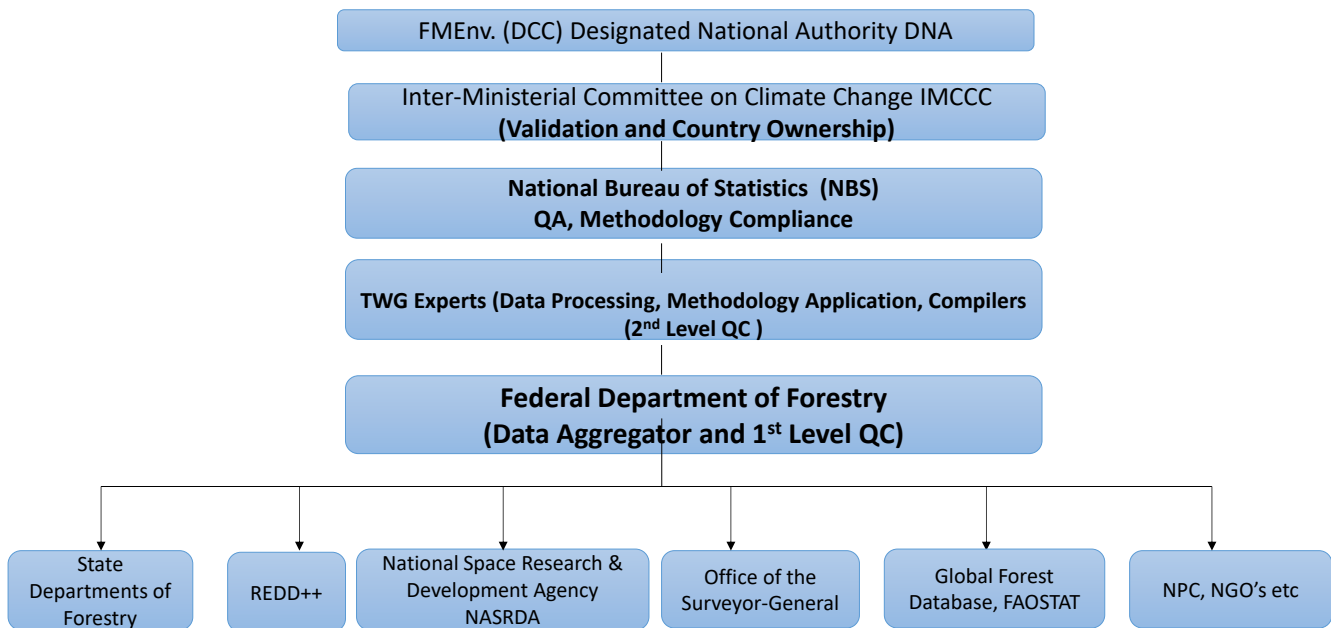 FMEnv. (DCC) Designated National Authority DNA
Inter-Ministerial Committee on Climate Change IMCCC
(Validation and Country Ownership)
National Bureau of Statistics (NBS)
QA, Methodology Compliance
TWG Experts (Data Processing, Methodology Application, Compilers
(2nd Level QC )
Federal Department of Forestry
(Data Aggregator and 1st Level QC)
State
Departments of
Forestry
REDD++
National Space Research &
Development Agency
NASRDA
Office of the
Surveyor-General
Global Forest
Database, FAOSTAT
NPC, NGO’s etc